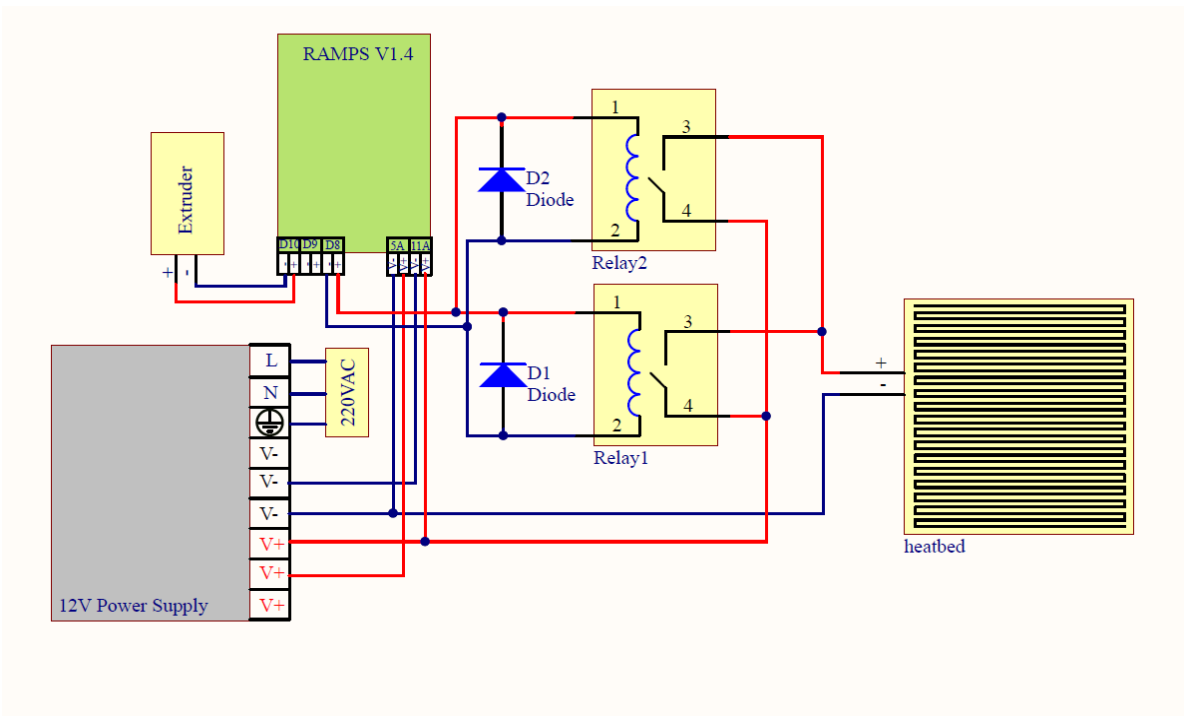 RAMPS V1.4
Extruder
+ -
D10 D9 D8
- + - + - +
5A 11A
V- V+ V- V+
1
2
3
4
D2
Diode
Relay2
1
2
3
4
D1
Diode
Relay1
L
N
V-
V-
V-
V+
V+
V+
220VAC
12V Power Supply
+
-
heatbed